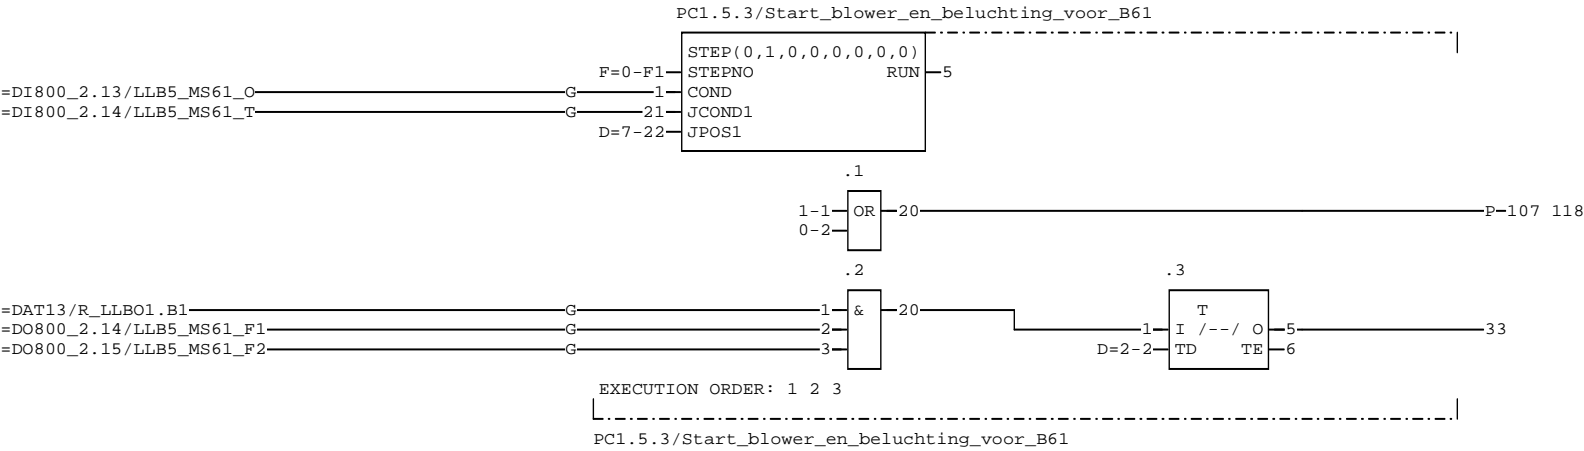 PC1.5.3/Start_blower_en_beluchting_voor_B61
STEP(0,1,0,0,0,0,0,0)
F=0-F1 STEPNO RUN 5
=DI800_2.13/LLB5_MS61_O G 1 COND
=DI800_2.14/LLB5_MS61_T G 21 JCOND1
D=7-22 JPOS1
.1
1-1 OR 20 P-107 118
0-2
.2 .3
=DAT13/R_LLBO1.B1 G 1 & 20 T
=DO800_2.14/LLB5_MS61_F1 G 2 1 I /--/ O 5 33
=DO800_2.15/LLB5_MS61_F2 G 3 D=2-2 TD TE 6
EXECUTION ORDER: 1 2 3
PC1.5.3/Start_blower_en_beluchting_voor_B61